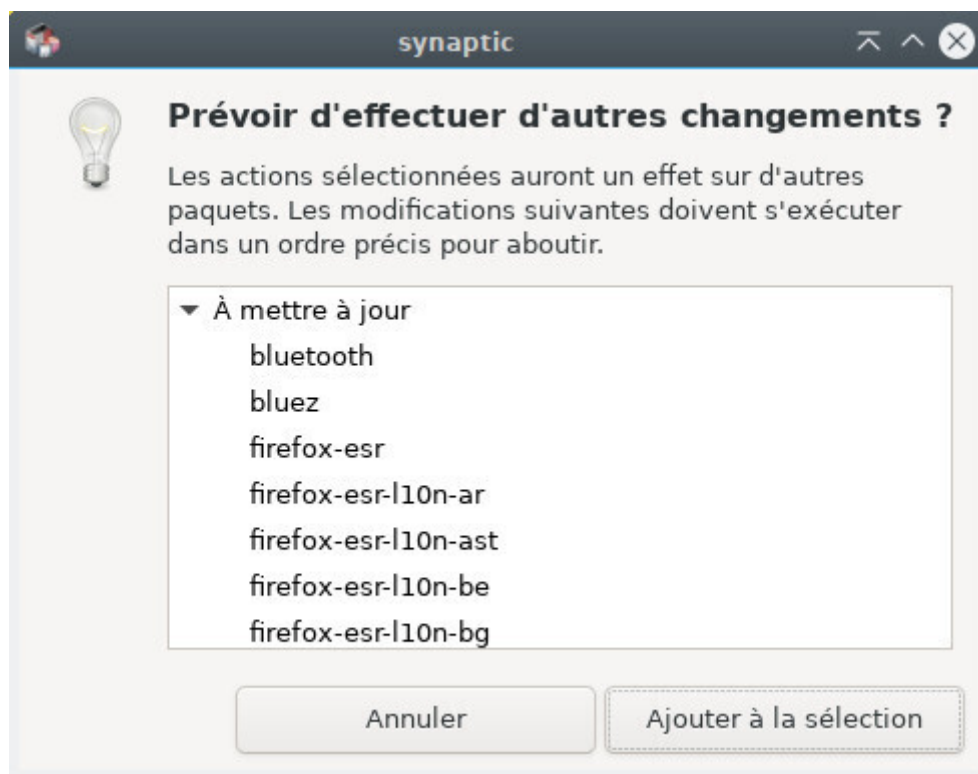 synaptic
Prévoir d'effectuer d'autres changements ?
Les actions sélectionnées auront un effet sur d'autres
paquets. Les modifications suivantes doivent s'exécuter
dans un ordre précis pour aboutir.
À mettre à jour
bluetooth
bluez
firefox-esr
firefox-esr-l10n-ar
firefox-esr-l10n-ast
firefox-esr-l10n-be
firefox-esr-l10n-bg
Annuler
Ajouter à la sélection